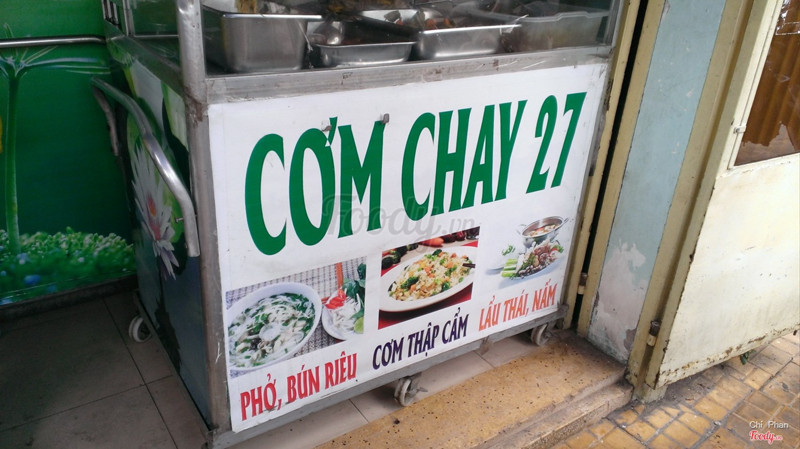 CƠM CHAY 27
PHỞ, BÚN RIÊU
CƠM THẬP CẨM
LẨU THÁI, NẤM
Foody.vn
Chi Phan
Foody.vn